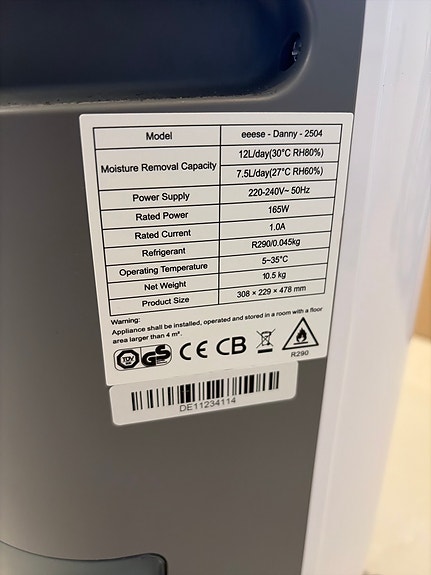 Model eeese - Danny - 2504
Moisture Removal Capacity 12L/day(30°C RH80%)
7.5L/day(27°C RH60%)
Power Supply 220-240V~ 50Hz
Rated Power 165W
Rated Current 1.0A
Refrigerant R290/0.045kg
Operating Temperature 5~35°C
Net Weight 10.5 kg
Product Size 308 × 229 × 478 mm
Warning:
Appliance shall be installed, operated and stored in a room with a floor
area larger than 4 m².
TÜV GS CE CB
R290
DE11234114